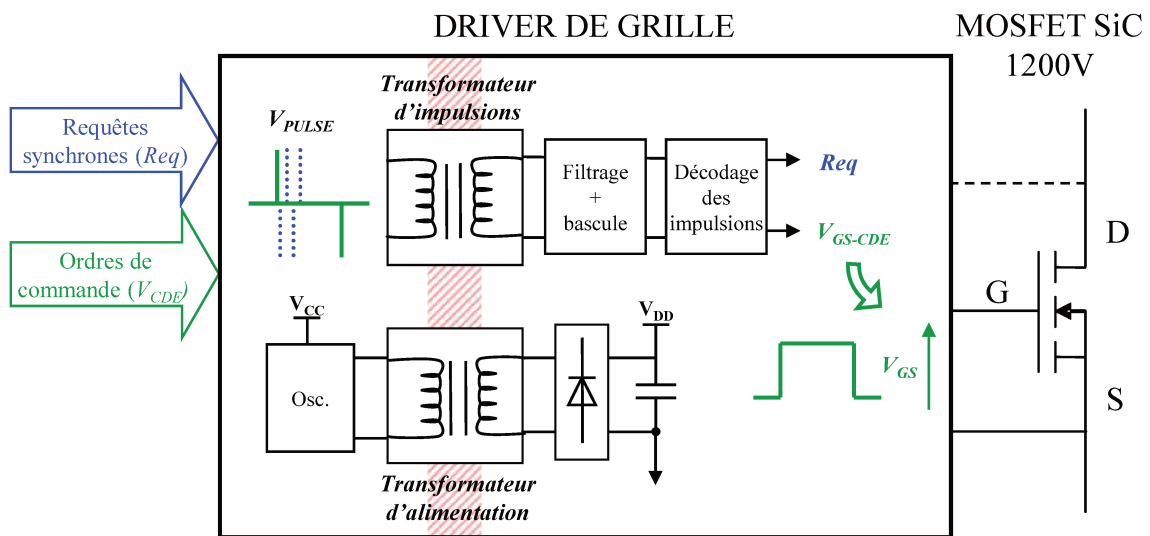 DRIVER DE GRILLE
MOSFET SiC
1200V
Requêtes
synchrones (Req)
Ordres de
commande (VCDE)
VPULSE
Transformateur
d'impulsions
Filtrage
+
bascule
Décodage
des
impulsions
Req
VGS-CDE
VCC
Osc.
Transformateur
d'alimentation
VDD
VGS
G
D
S